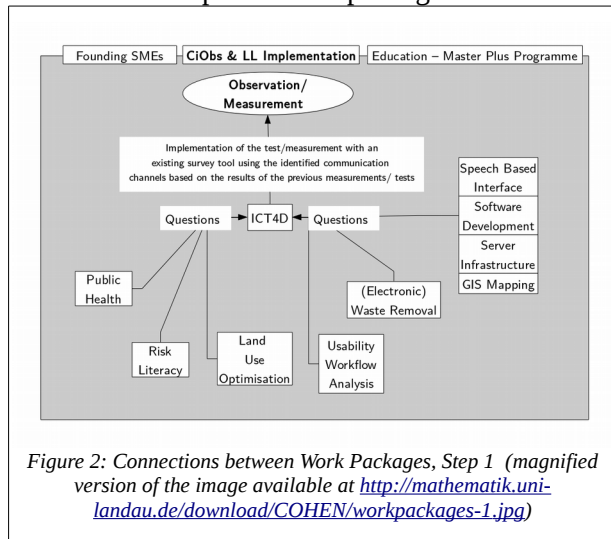 Founding SMEs
CiObs & LL Implementation
Education – Master Plus Programme
Observation/
Measurement
Implementation of the test/measurement with an
existing survey tool using the identified communication
channels based on the results of the previous measurements/ tests
Questions
ICT4D
Questions
Speech Based
Interface
Software
Development
Server
Infrastructure
GIS Mapping
Public
Health
(Electronic)
Waste Removal
Risk
Literacy
Land
Use
Optimisation
Usability
Workflow
Analysis
Figure 2: Connections between Work Packages, Step 1 (magnified
version of the image available at http://mathematik.uni-
landau.de/download/COHEN/workpackages-1.jpg)